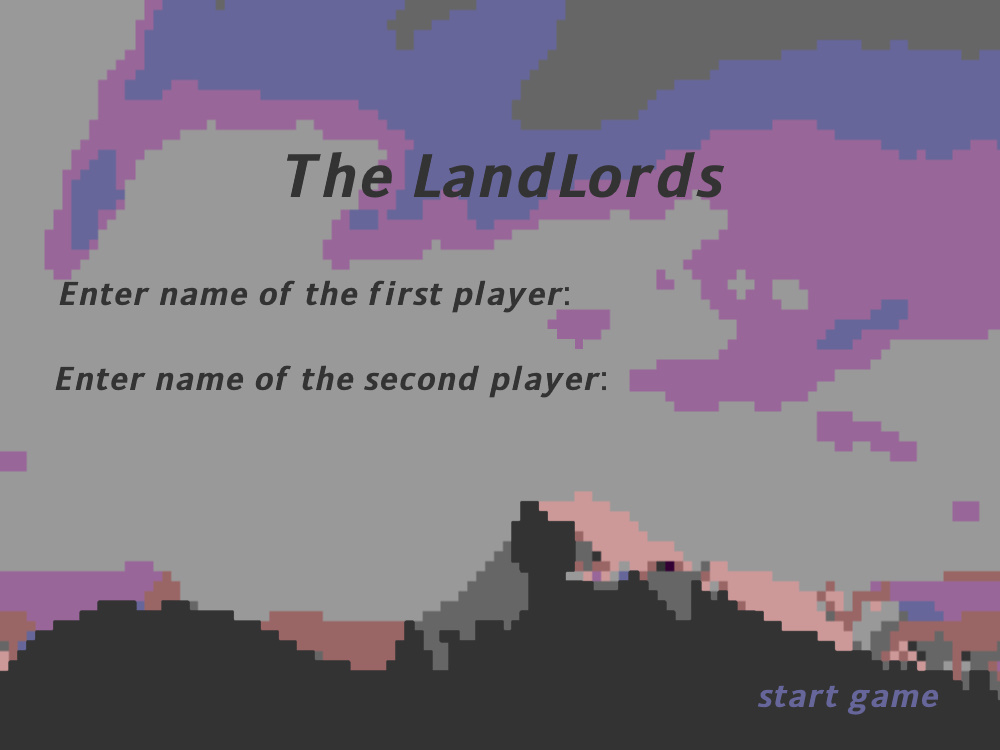 The LandLords
Enter name of the first player:
Enter name of the second player:
start game